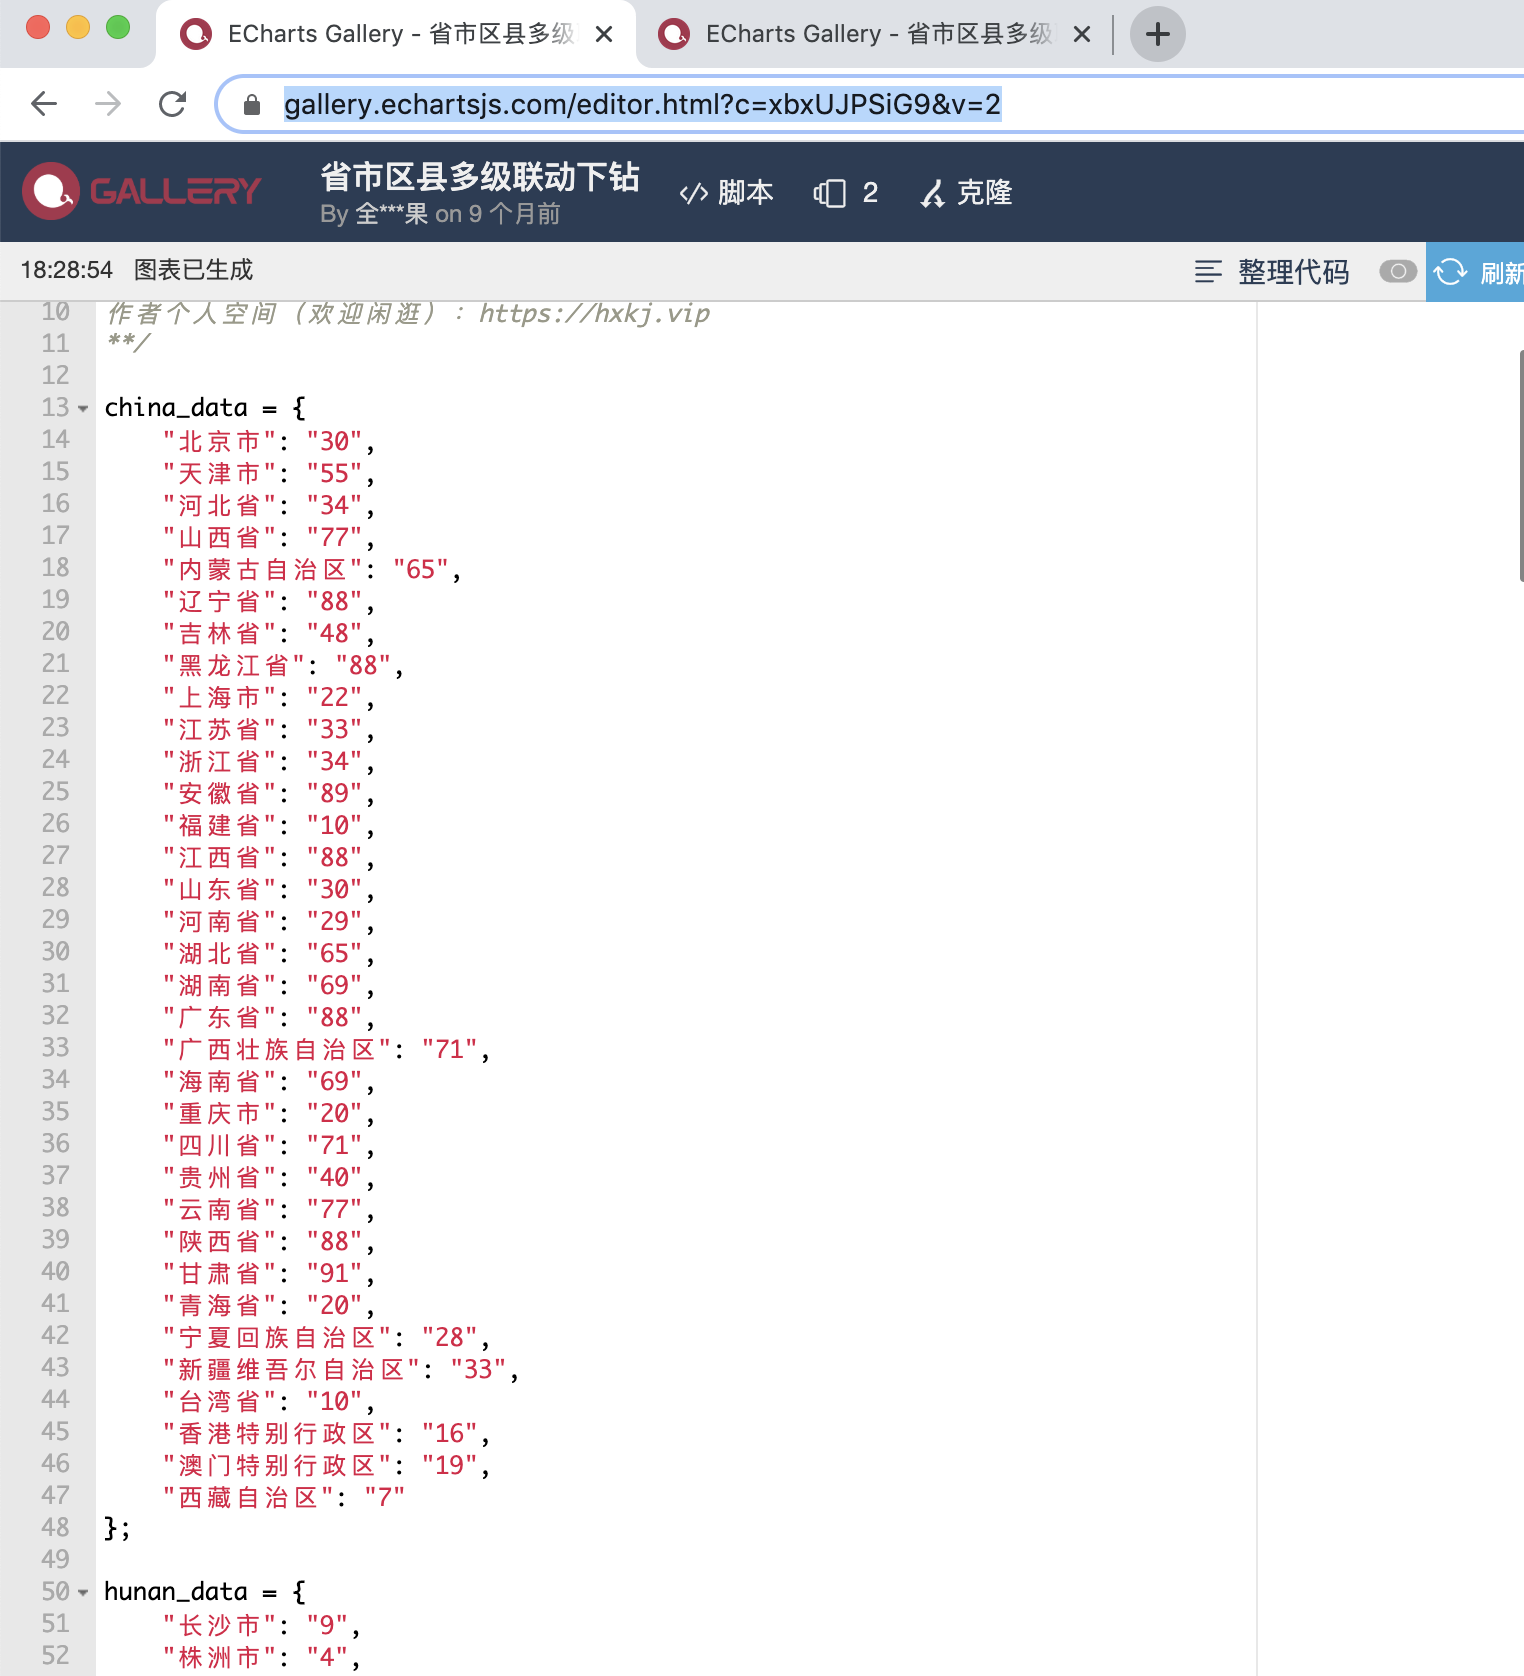 ECharts Gallery - 省市区县多级
ECharts Gallery - 省市区县多级
gallery.echartsjs.com/editor.html?c=xbxUJPSiG9&v=2
GALLERY
省市区县多级联动下钻
By 全***果 on 9 个月前
</> 脚本
2
克隆
18:28:54 图表已生成
整理代码
刷新
10 作者个人空间（欢迎闲逛）：https://hxkj.vip
11 **/
12
13 china_data = {
14 "北京市": "30",
15 "天津市": "55",
16 "河北省": "34",
17 "山西省": "77",
18 "内蒙古自治区": "65",
19 "辽宁省": "88",
20 "吉林省": "48",
21 "黑龙江省": "88",
22 "上海市": "22",
23 "江苏省": "33",
24 "浙江省": "34",
25 "安徽省": "89",
26 "福建省": "10",
27 "江西省": "88",
28 "山东省": "30",
29 "河南省": "29",
30 "湖北省": "65",
31 "湖南省": "69",
32 "广东省": "88",
33 "广西壮族自治区": "71",
34 "海南省": "69",
35 "重庆市": "20",
36 "四川省": "71",
37 "贵州省": "40",
38 "云南省": "77",
39 "陕西省": "88",
40 "甘肃省": "91",
41 "青海省": "20",
42 "宁夏回族自治区": "28",
43 "新疆维吾尔自治区": "33",
44 "台湾省": "10",
45 "香港特别行政区": "16",
46 "澳门特别行政区": "19",
47 "西藏自治区": "7"
48 };
49
50 hunan_data = {
51 "长沙市": "9",
52 "株洲市": "4",